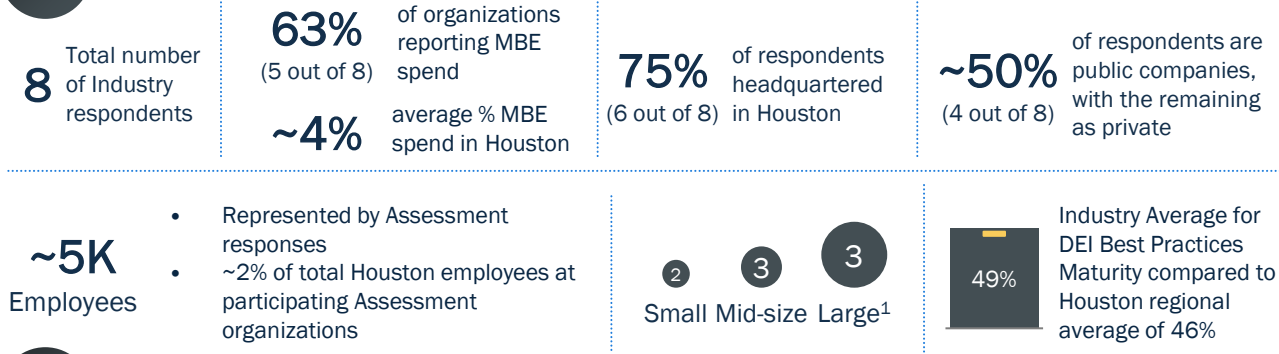 8
Total number
of Industry
respondents
63%
(5 out of 8)
of organizations
reporting MBE
spend
~4%
average % MBE
spend in Houston
75%
(6 out of 8)
of respondents
headquartered
in Houston
~50%
(4 out of 8)
of respondents are
public companies,
with the remaining
as private
~5K
Employees
• Represented by Assessment
responses
• ~2% of total Houston employees at
participating Assessment
organizations
2
3
3
Small Mid-size Large¹
49%
Industry Average for
DEI Best Practices
Maturity compared to
Houston regional
average of 46%